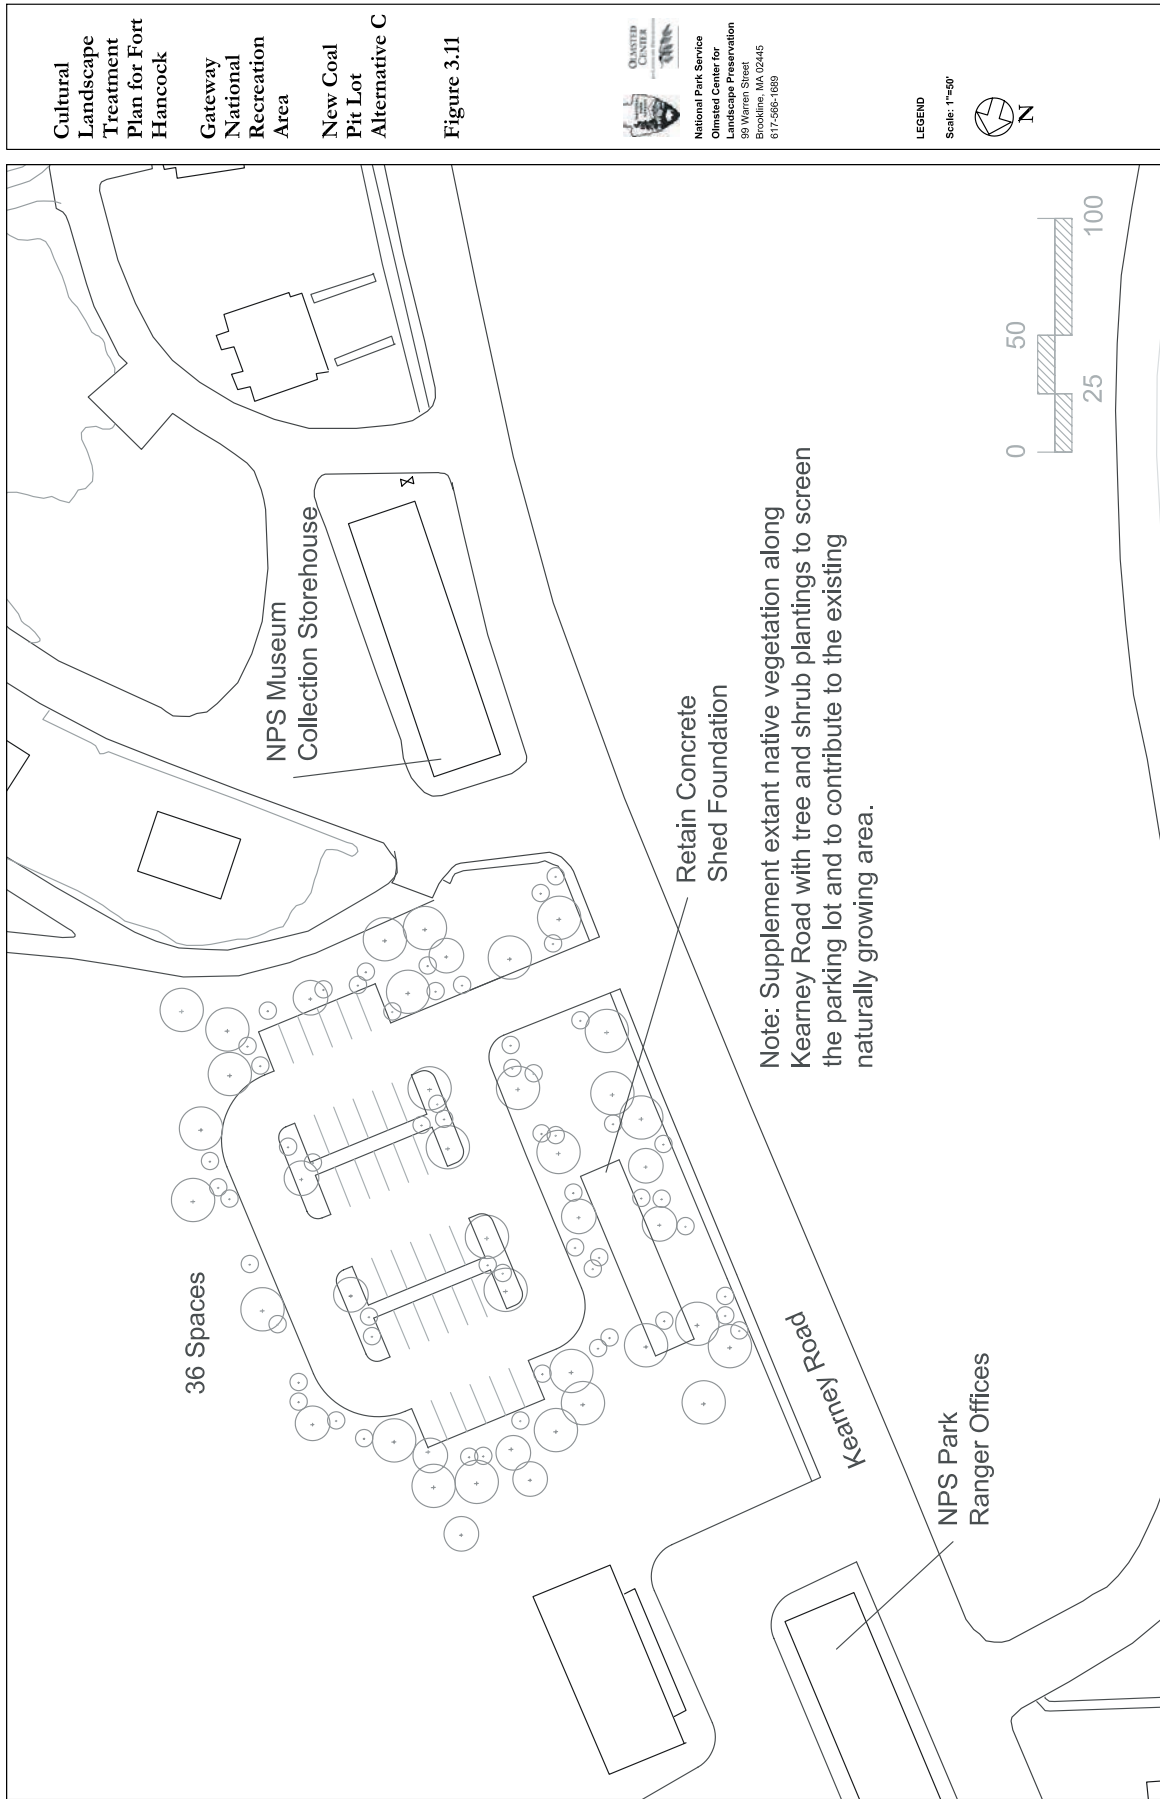 Cultural
Landscape
Treatment
Plan for Fort
Hancock
Gateway
National
Recreation
Area
New Coal
Pit Lot
Alternative C
Figure 3.11
OLMSTED
CENTER
National Park Service
Olmsted Center for
Landscape Preservation
99 Warren Street
Brookline, MA 02445
617-566-1689
LEGEND
Scale: 1"=50'
N
36 Spaces
NPS Museum
Collection Storehouse
Retain Concrete
Shed Foundation
Note: Supplement extant native vegetation along
Kearney Road with tree and shrub plantings to screen
the parking lot and to contribute to the existing
naturally growing area.
Kearney Road
NPS Park
Ranger Offices
0
25
50
100